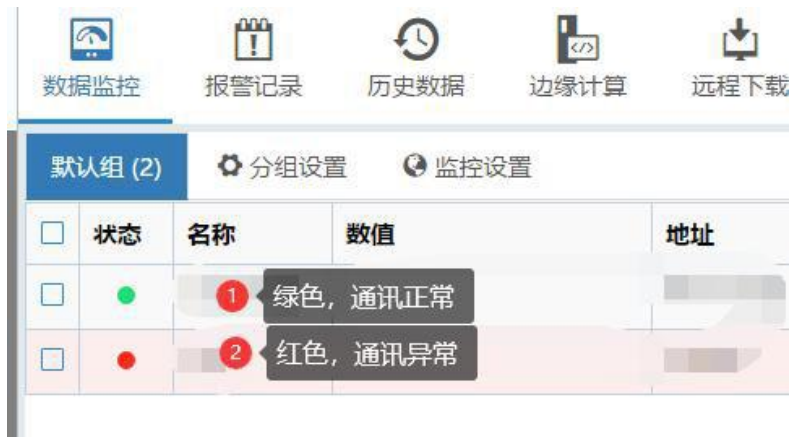 数据监控 报警记录 历史数据 边缘计算 远程下载
默认组 (2) 分组设置 监控设置
状态 名称 数值 地址
1 绿色，通讯正常
2 红色，通讯异常